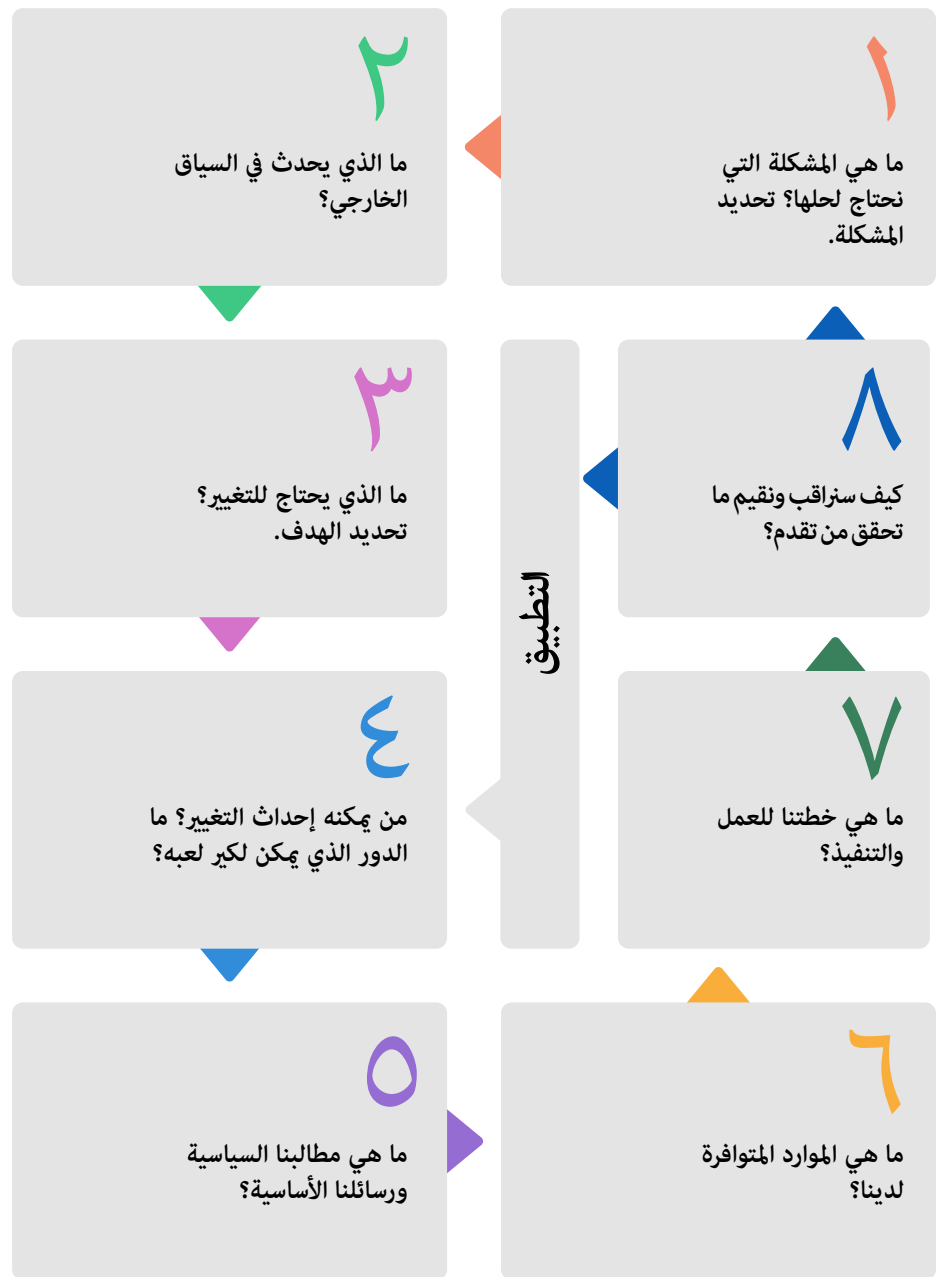 ١
ما هي المشكلة التي
نحتاج لحلها؟ تحديد
المشكلة.
٢
ما الذي يحدث في السياق
الخارجي؟
٣
ما الذي يحتاج للتغيير؟
تحديد الهدف.
٤
من يمكنه إحداث التغيير؟ ما
الدور الذي يمكن لكير لعبه؟
٥
ما هي مطالبنا السياسية
ورسائلنا الأساسية؟
٦
ما هي الموارد المتوافرة
لدينا؟
٧
ما هي خطتنا للعمل
والتنفيذ؟
٨
كيف سنراقب ونقيم ما
تحقق من تقدم؟
التطبيق